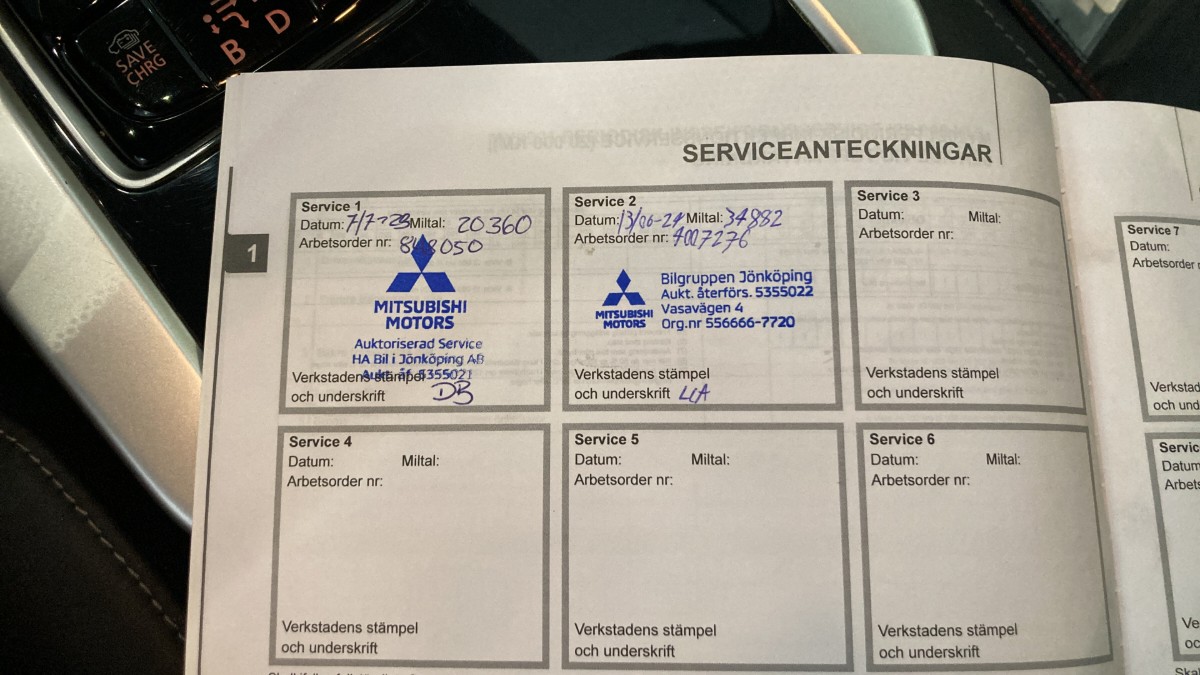 SAVE
CHRG
B
D
SERVICEANTECKNINGAR
1
Service 1
Datum: 7/7-23 Miltal: 20360
Arbetsorder nr: 848050
MITSUBISHI
MOTORS
Auktoriserad Service
HA Bil i Jönköping AB
Aukt. åf. 5355021
Verkstadens stämpel
och underskrift DB
Service 2
Datum: 13/06-24 Miltal: 34882
Arbetsorder nr: 4007276
MITSUBISHI
MOTORS
Bilgruppen Jönköping
Aukt. återförs. 5355022
Vasavägen 4
Org.nr 556666-7720
Verkstadens stämpel
och underskrift
Service 3
Datum: Miltal:
Arbetsorder nr:
Verkstadens stämpel
och underskrift
Service 4
Datum: Miltal:
Arbetsorder nr:
Verkstadens stämpel
och underskrift
Service 5
Datum: Miltal:
Arbetsorder nr:
Verkstadens stämpel
och underskrift
Service 6
Datum: Miltal:
Arbetsorder nr:
Verkstadens stämpel
och underskrift
Service 7
Datum:
Arbetsorder